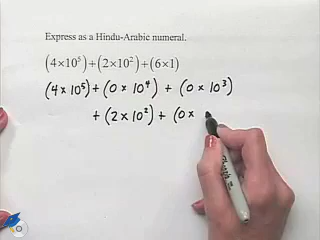 Express as a Hindu-Arabic numeral.
(4×10⁵)+(2×10²)+(6×1)
(4×10⁵)+(0×10⁴) + (0×10³)
+(2×10²)+ (0×